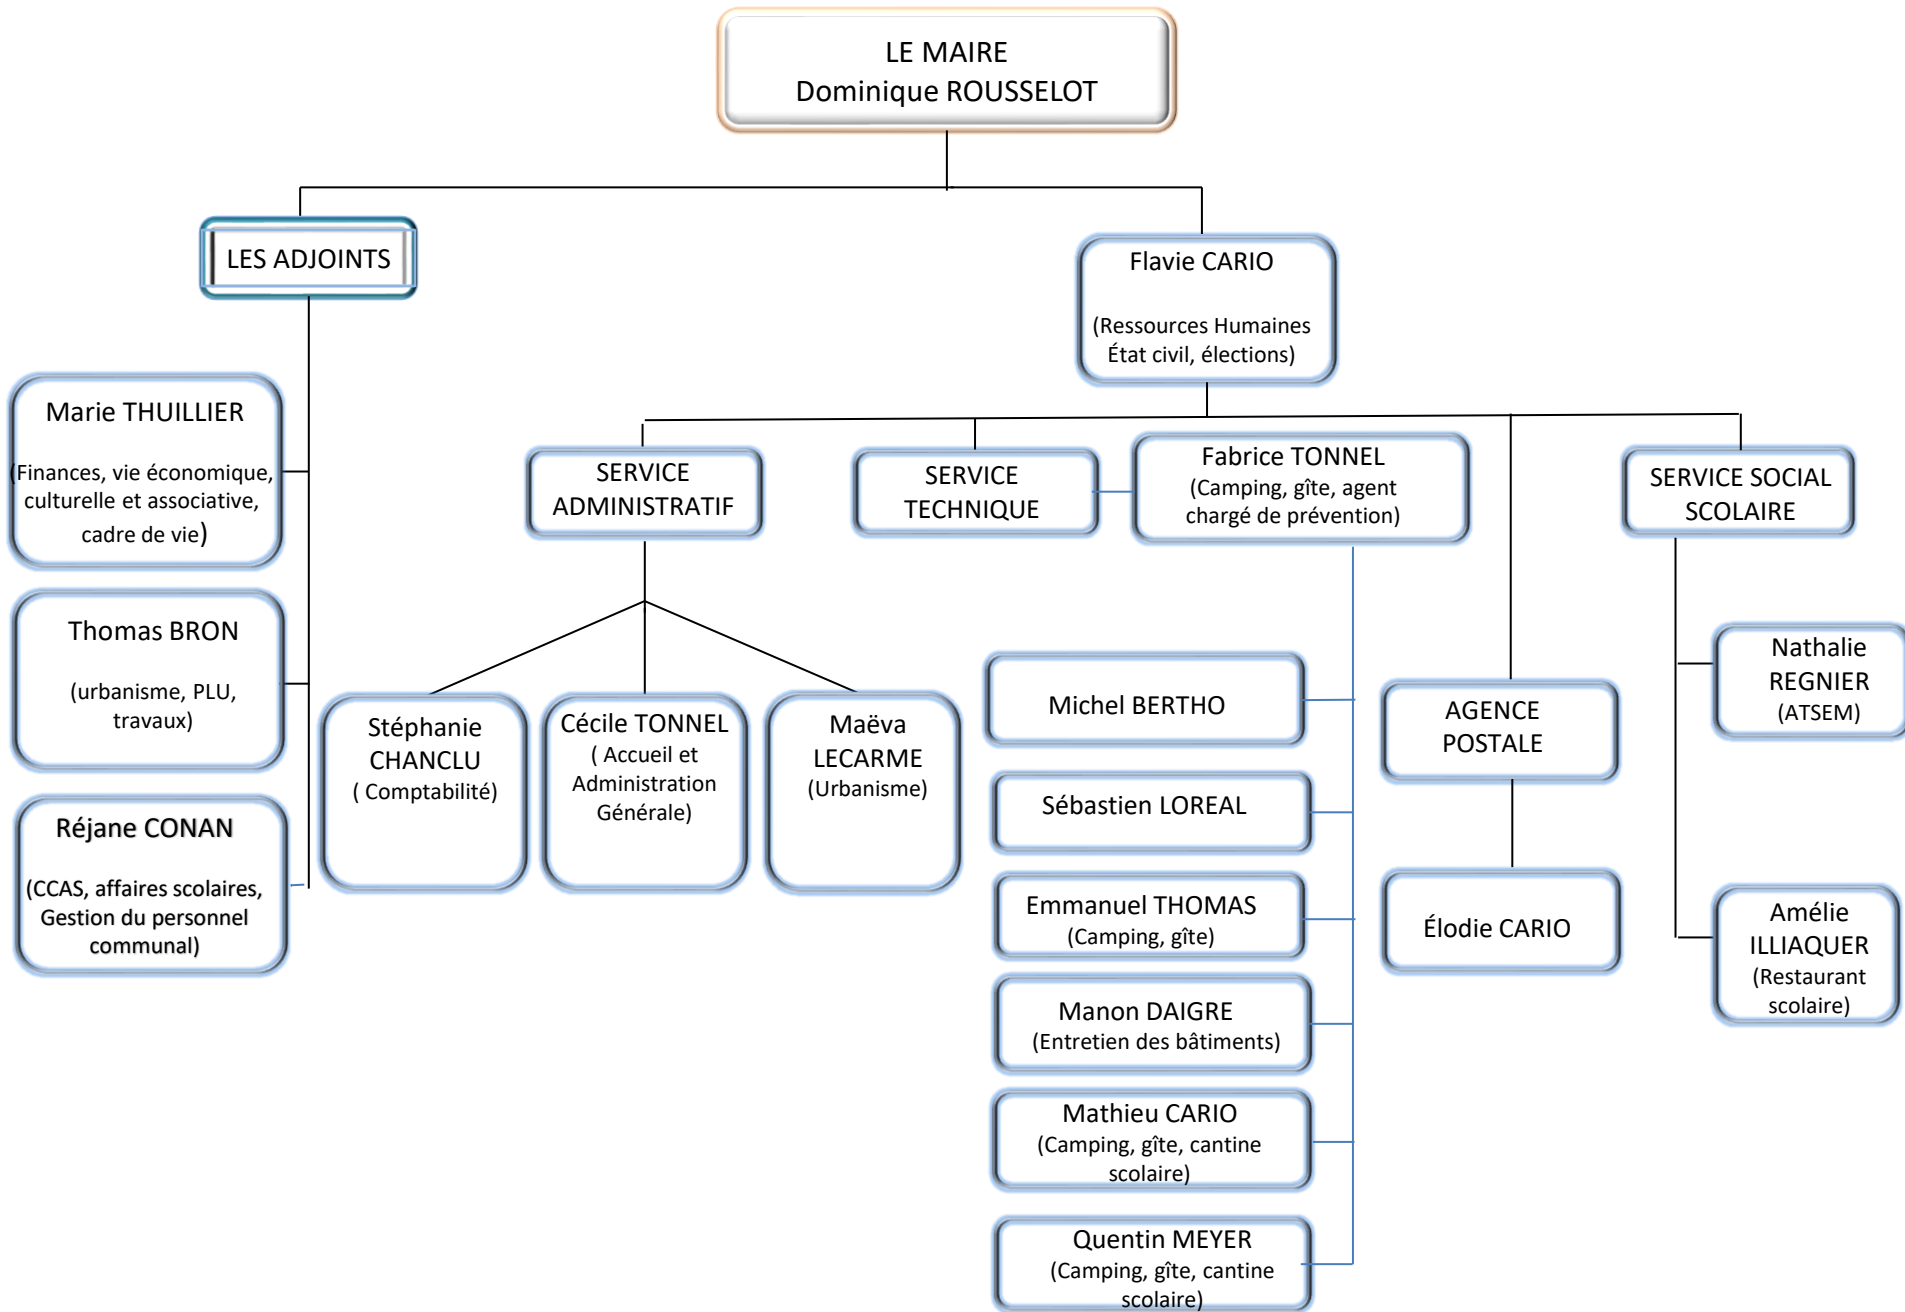 LE MAIRE
Dominique ROUSSELOT
LES ADJOINTS
Flavie CARIO
(Ressources Humaines
État civil, élections)
Marie THUILLIER
(Finances, vie économique,
culturelle et associative,
cadre de vie)
Thomas BRON
(urbanisme, PLU,
travaux)
Réjane CONAN
(CCAS, affaires scolaires,
Gestion du personnel
communal)
SERVICE
ADMINISTRATIF
Stéphanie
CHANCLU
( Comptabilité)
Cécile TONNEL
( Accueil et
Administration
Générale)
Maëva
LECARME
(Urbanisme)
SERVICE
TECHNIQUE
Fabrice TONNEL
(Camping, gîte, agent
chargé de prévention)
Michel BERTHO
Sébastien LOREAL
Emmanuel THOMAS
(Camping, gîte)
Manon DAIGRE
(Entretien des bâtiments)
Mathieu CARIO
(Camping, gîte, cantine
scolaire)
Quentin MEYER
(Camping, gîte, cantine
scolaire)
AGENCE
POSTALE
Élodie CARIO
SERVICE SOCIAL
SCOLAIRE
Nathalie
REGNIER
(ATSEM)
Amélie
ILLIAQUER
(Restaurant
scolaire)